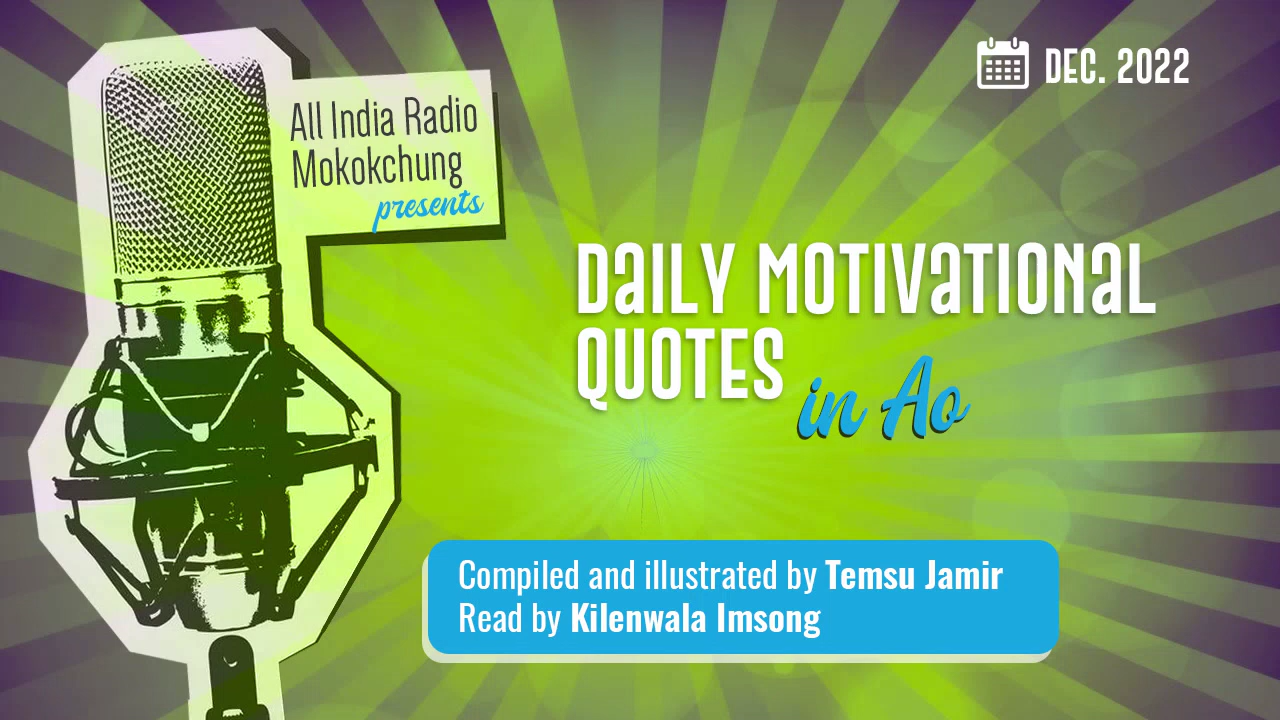 All India Radio
Mokokchung
presents
DEC. 2022
DaILY MOTIVaTIONaL
QUOTES
in Ao
Compiled and illustrated by Temsu Jamir
Read by Kilenwala Imsong